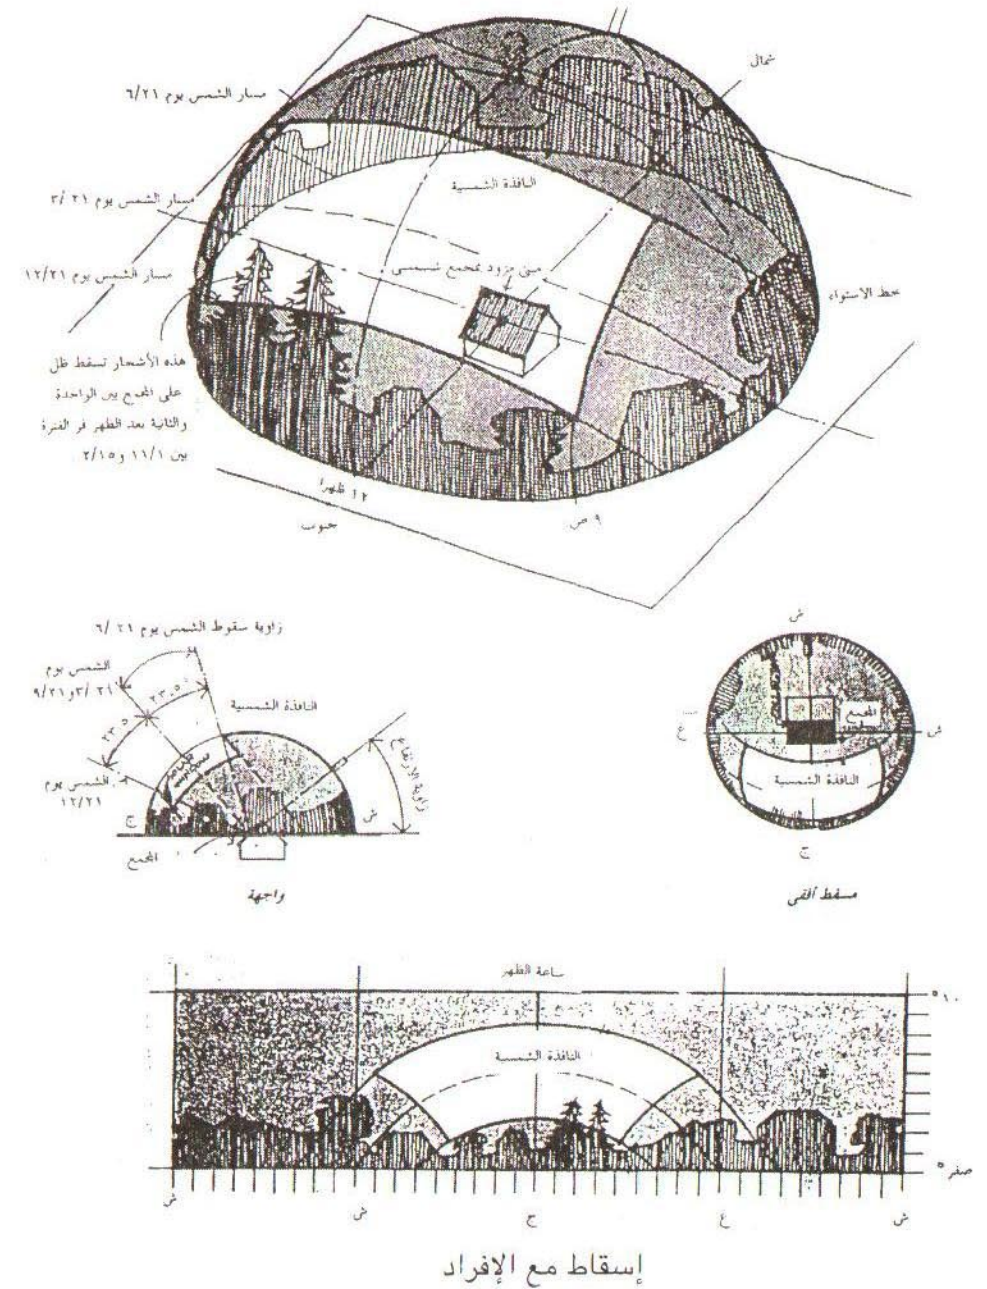 شمال
مسار الشمس يوم ٦/٢١
النافذة الشمسية
مسار الشمس يوم ٣/٢١
مسار الشمس يوم ١٢/٢١
مبنى مزود بمجمع شمسى
خط الاستواء
هذه الأشجار تسقط ظل
على المجمع بين الواحدة
والثانية بعد الظهر فى الفترة
بين ١١/١ و ٢/١٥
١٢ ظهرا
٩ ص
جنوب
زاوية سقوط الشمس يوم ٦/٢١
الشمس يوم
٣/٢١ و ٩/٢١
٢٣.٥
٢٣.٥
النافذة الشمسية
الشمس يوم
١٢/٢١
زاوية الارتفاع
ج
ش
المجمع
واجهة
ش
المجمع
غ
ش
النافذة الشمسية
ج
مسقط أفقى
ساعة الظهر
٩٠°
النافذة الشمسية
صفر°
ش
ش
ج
غ
ش
إسقاط مع الإفراد